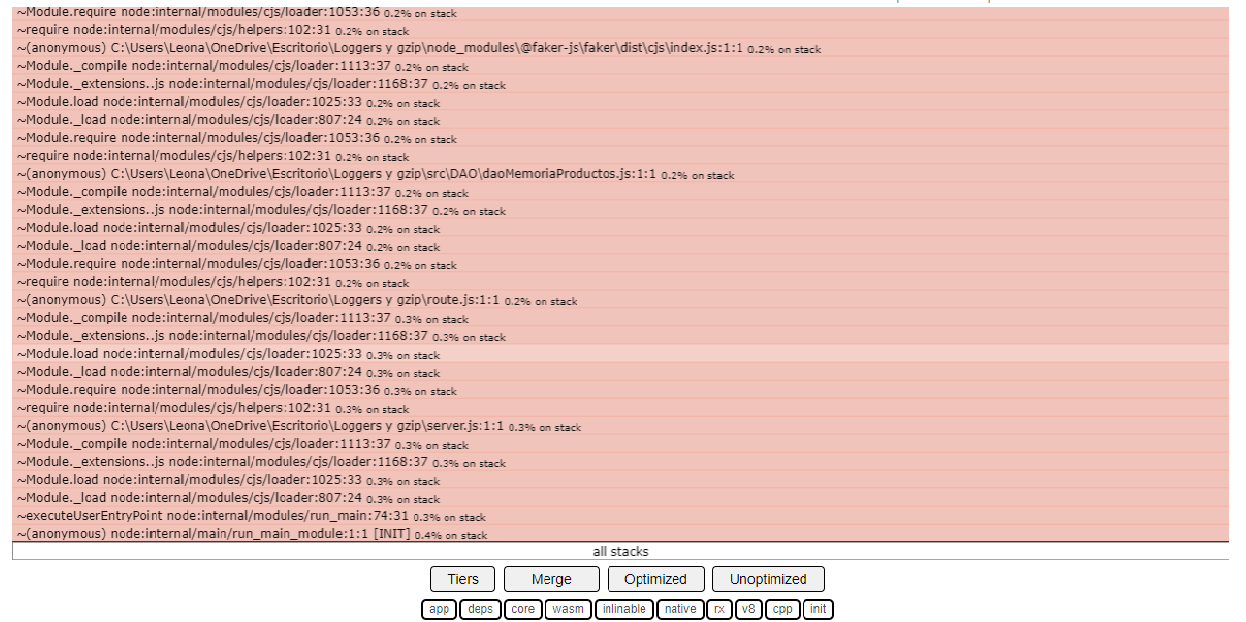 ~Module.require node:internal/modules/cjs/loader:1053:36 0.2% on stack
~require node:internal/modules/cjs/helpers:102:31 0.2% on stack
~(anonymous) C:\Users\Leona\OneDrive\Escritorio\Loggers y gzip\node_modules\@faker-js\faker\dist\cjs\index.js:1:1 0.2% on stack
~Module._compile node:internal/modules/cjs/loader:1113:37 0.2% on stack
~Module._extensions..js node:internal/modules/cjs/loader:1168:37 0.2% on stack
~Module.load node:internal/modules/cjs/loader:1025:33 0.2% on stack
~Module._load node:internal/modules/cjs/loader:807:24 0.2% on stack
~Module.require node:internal/modules/cjs/loader:1053:36 0.2% on stack
~require node:internal/modules/cjs/helpers:102:31 0.2% on stack
~(anonymous) C:\Users\Leona\OneDrive\Escritorio\Loggers y gzip\src\DAO\daoMemoriaProductos.js:1:1 0.2% on stack
~Module._compile node:internal/modules/cjs/loader:1113:37 0.2% on stack
~Module._extensions..js node:internal/modules/cjs/loader:1168:37 0.2% on stack
~Module.load node:internal/modules/cjs/loader:1025:33 0.2% on stack
~Module._load node:internal/modules/cjs/loader:807:24 0.2% on stack
~Module.require node:internal/modules/cjs/loader:1053:36 0.2% on stack
~require node:internal/modules/cjs/helpers:102:31 0.2% on stack
~(anonymous) C:\Users\Leona\OneDrive\Escritorio\Loggers y gzip\route.js:1:1 0.2% on stack
~Module._compile node:internal/modules/cjs/loader:1113:37 0.3% on stack
~Module._extensions..js node:internal/modules/cjs/loader:1168:37 0.3% on stack
~Module.load node:internal/modules/cjs/loader:1025:33 0.3% on stack
~Module._load node:internal/modules/cjs/loader:807:24 0.3% on stack
~Module.require node:internal/modules/cjs/loader:1053:36 0.3% on stack
~require node:internal/modules/cjs/helpers:102:31 0.3% on stack
~(anonymous) C:\Users\Leona\OneDrive\Escritorio\Loggers y gzip\server.js:1:1 0.3% on stack
~Module._compile node:internal/modules/cjs/loader:1113:37 0.3% on stack
~Module._extensions..js node:internal/modules/cjs/loader:1168:37 0.3% on stack
~Module.load node:internal/modules/cjs/loader:1025:33 0.3% on stack
~Module._load node:internal/modules/cjs/loader:807:24 0.3% on stack
~executeUserEntryPoint node:internal/modules/run_main:74:31 0.3% on stack
~(anonymous) node:internal/main/run_main_module:1:1 [INIT] 0.4% on stack
all stacks
Tiers Merge Optimized Unoptimized
app deps core wasm inlinable native rx v8 cpp init